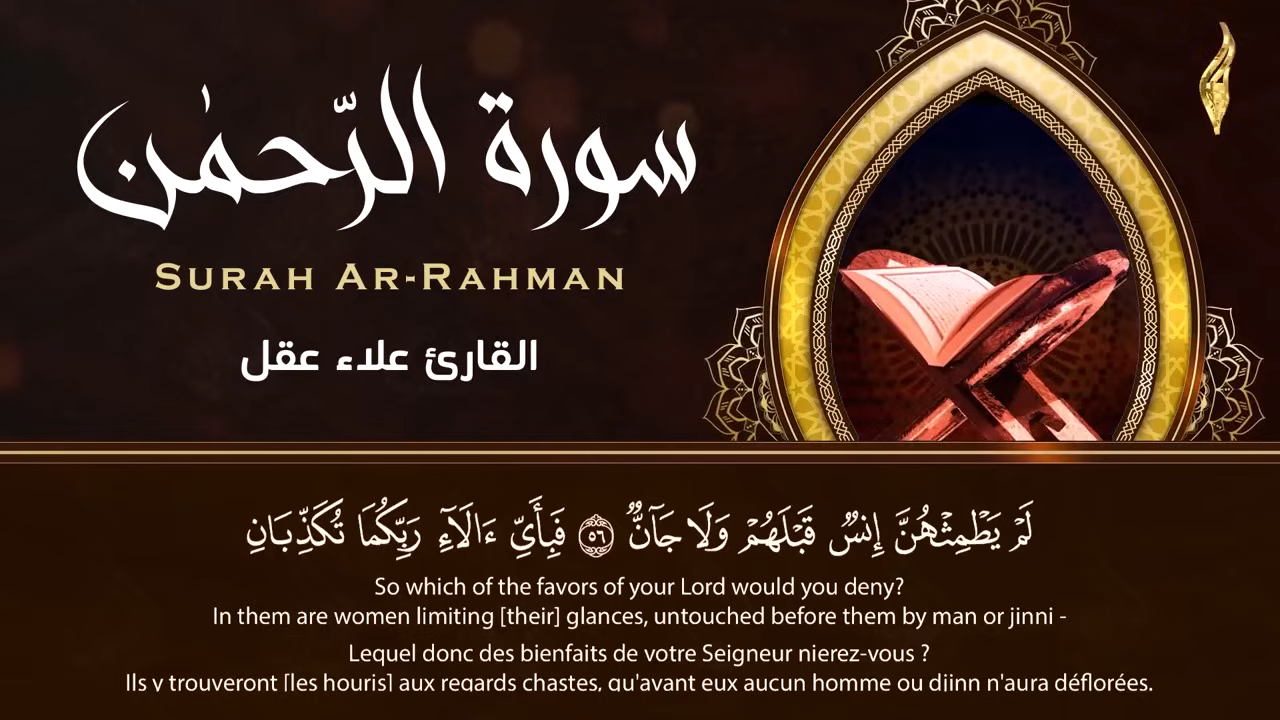 سورة الرّحمٰن
SURAH AR-RAHMAN
القارئ علاء عقل
لَمْ يَطْمِثْهُنَّ إِنسٌ قَبْلَهُمْ وَلَا جَآنٌّ ٥٦ فَبِأَيِّ ءَالَآءِ رَبِّكُمَا تُكَذِّبَانِ
So which of the favors of your Lord would you deny?
In them are women limiting [their] glances, untouched before them by man or jinni -
Lequel donc des bienfaits de votre Seigneur nierez-vous ?
Ils y trouveront [les houris] aux regards chastes, qu'avant eux aucun homme ou djinn n'aura déflorées.